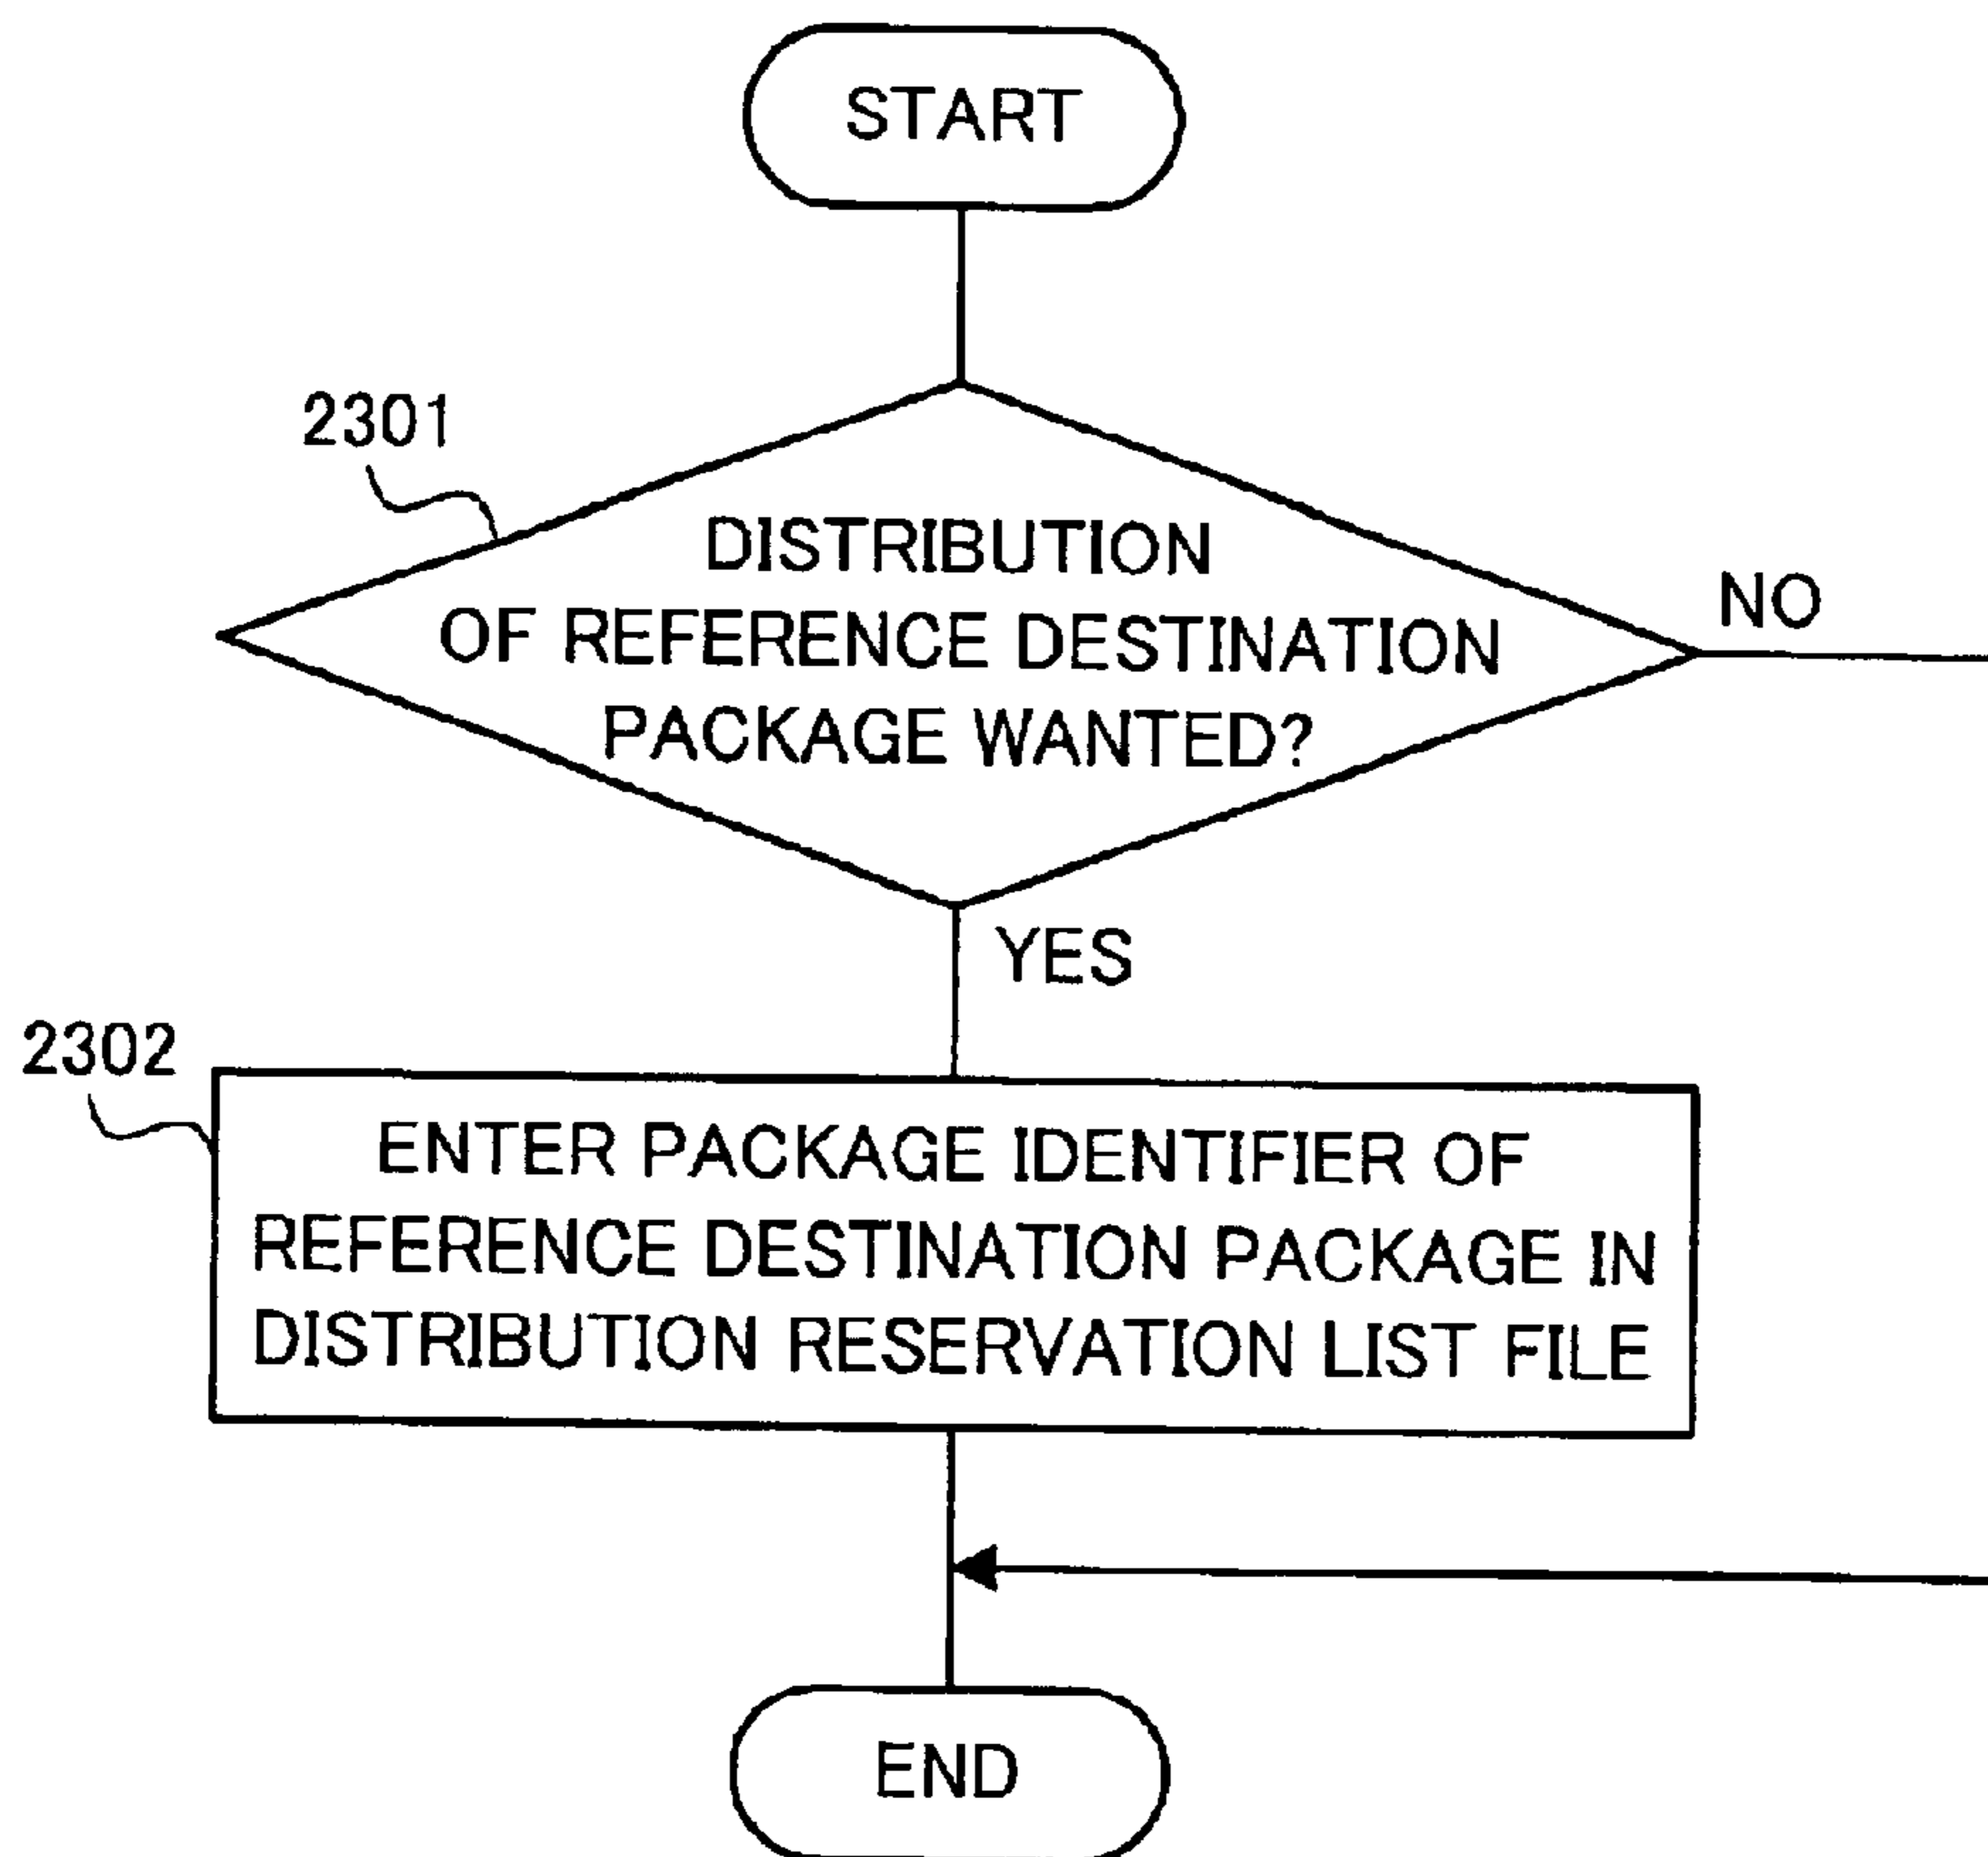 START
2301
DISTRIBUTION
OF REFERENCE DESTINATION
PACKAGE WANTED?
NO
YES
2302
ENTER PACKAGE IDENTIFIER OF
REFERENCE DESTINATION PACKAGE IN
DISTRIBUTION RESERVATION LIST FILE
END